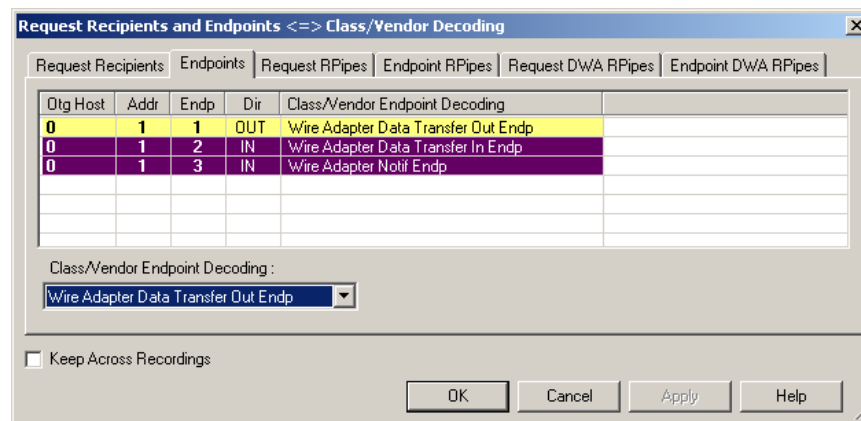 Request Recipients and Endpoints <=> Class/Vendor Decoding
Request Recipients Endpoints Request RPipes Endpoint RPipes Request DWA RPipes Endpoint DWA RPipes
Otg Host Addr Endp Dir Class/Vendor Endpoint Decoding
0 1 1 OUT Wire Adapter Data Transfer Out Endp
0 1 2 IN Wire Adapter Data Transfer In Endp
0 1 3 IN Wire Adapter Notif Endp
Class/Vendor Endpoint Decoding :
Wire Adapter Data Transfer Out Endp
Keep Across Recordings
OK Cancel Apply Help